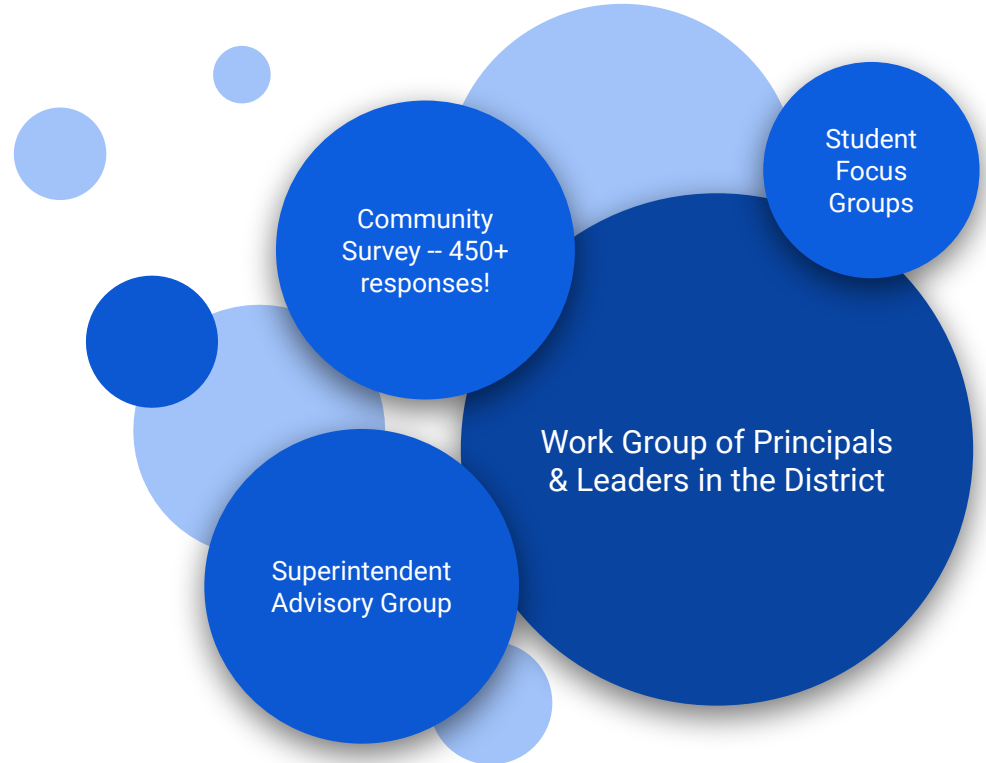 Student
Focus
Groups
Community
Survey -- 450+
responses!
Work Group of Principals
& Leaders in the District
Superintendent
Advisory Group